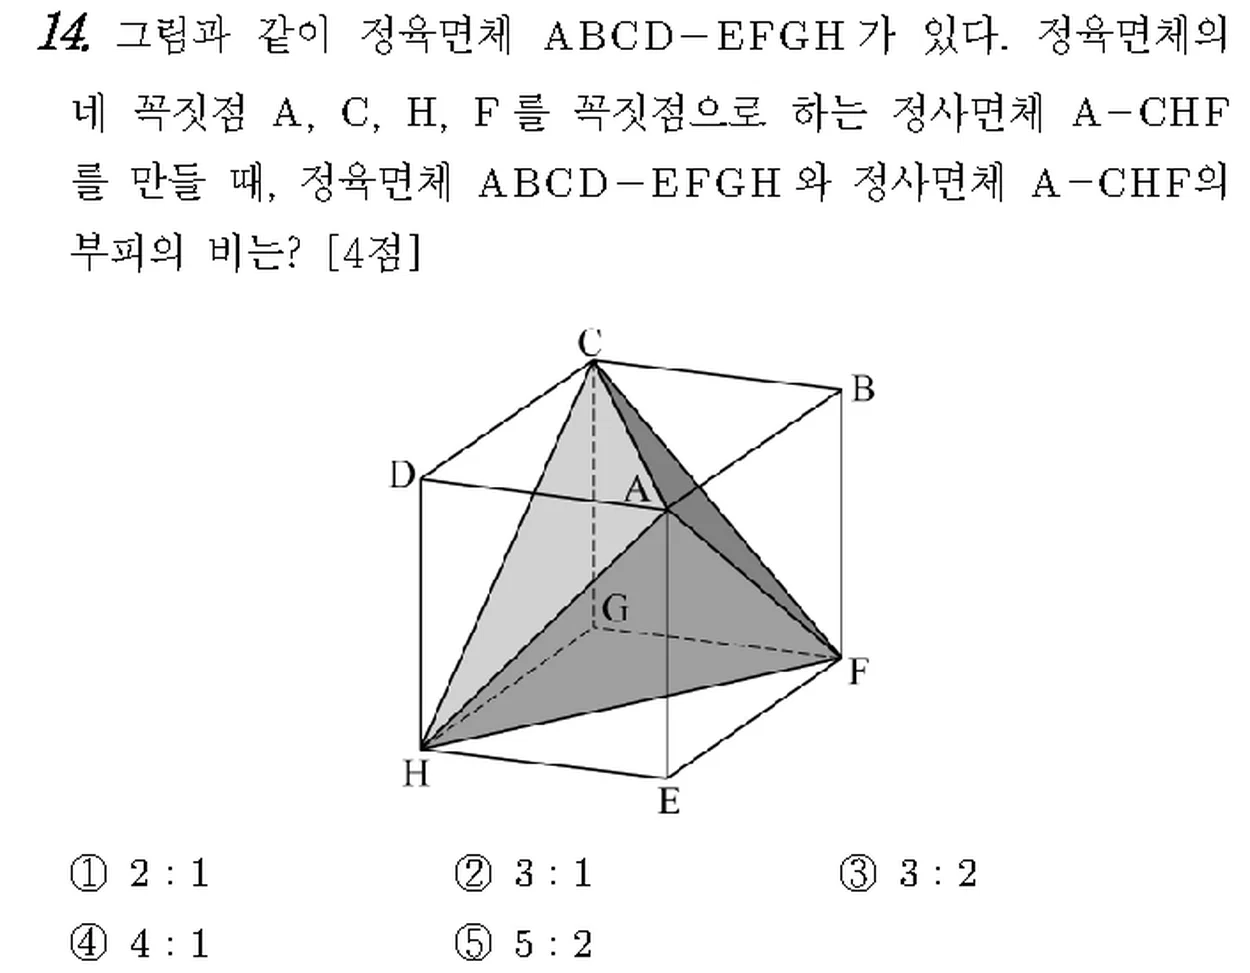 14. 그림과 같이 정육면체 ABCD-EFGH가 있다. 정육면체의
네 꼭짓점 A, C, H, F를 꼭짓점으로 하는 정사면체 A-CHF
를 만들 때, 정육면체 ABCD-EFGH와 정사면체 A-CHF의
부피의 비는? [4점]
C
B
D
A
G
F
H
E
① 2 : 1 ② 3 : 1 ③ 3 : 2
④ 4 : 1 ⑤ 5 : 2